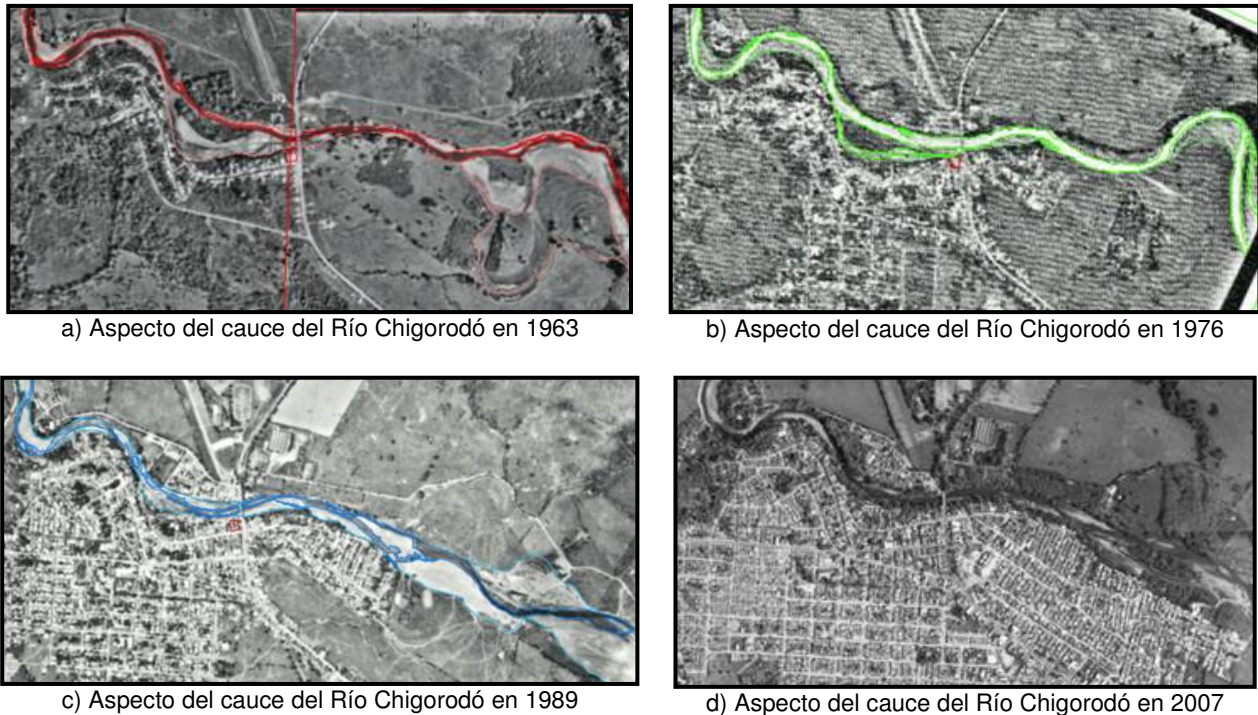 a) Aspecto del cauce del Río Chigorodó en 1963
b) Aspecto del cauce del Río Chigorodó en 1976
c) Aspecto del cauce del Río Chigorodó en 1989
d) Aspecto del cauce del Río Chigorodó en 2007